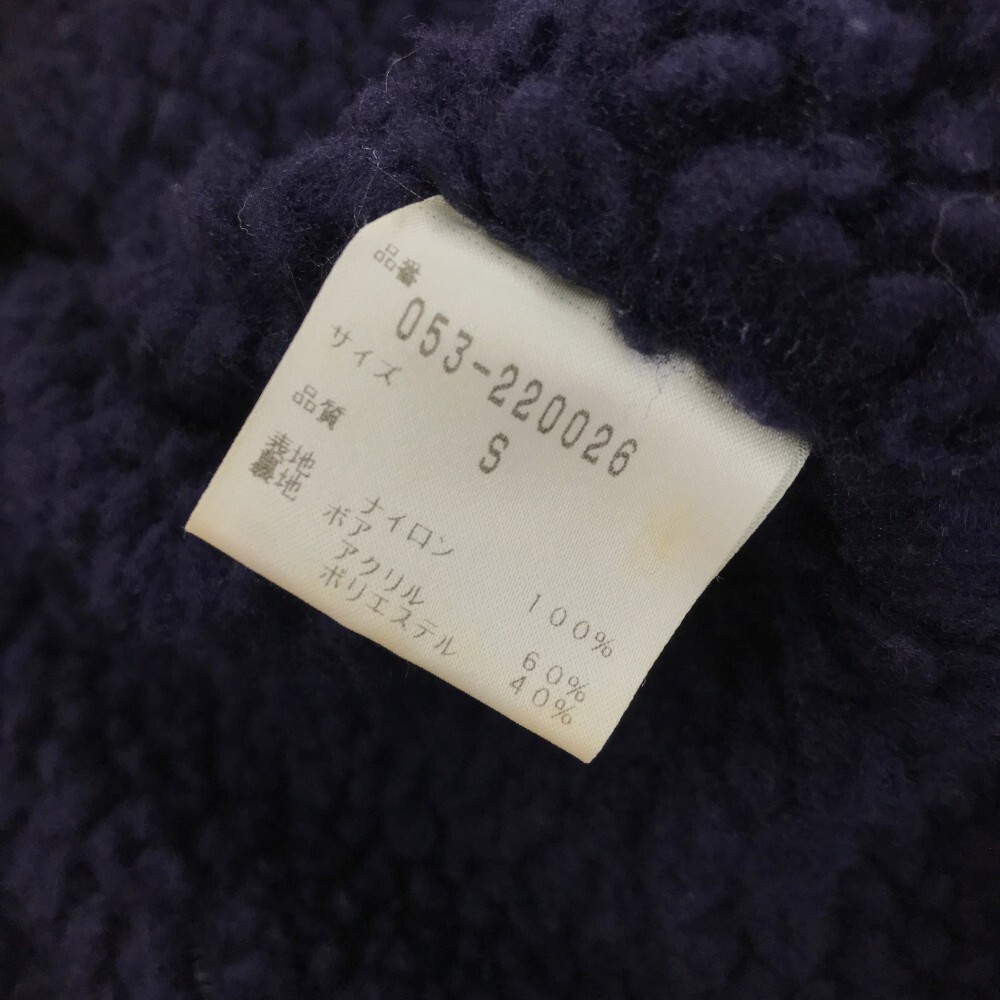 品番
053-220026
サイズ S
品質
表地 ナイロン 100%
裏地 ボア
アクリル 60%
ポリエステル 40%